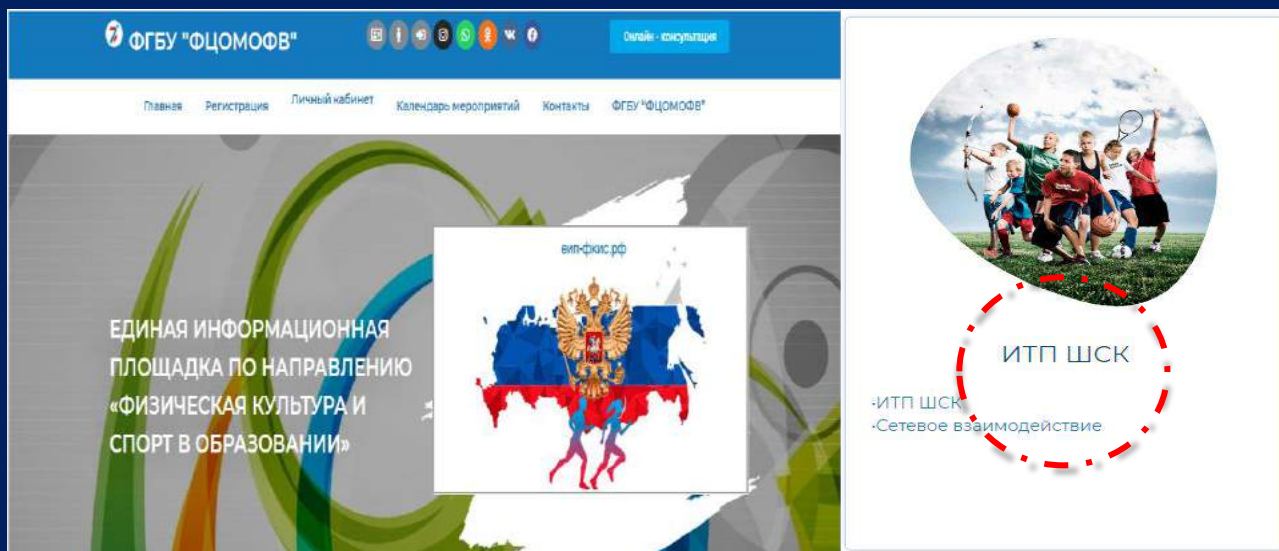 ФГБУ "ФЦОМОФВ"
Онлайн - консультация
Главная Регистрация Личный кабинет Календарь мероприятий Контакты ФГБУ "ФЦОМОФВ"
еип-фкис.рф
ЕДИНАЯ ИНФОРМАЦИОННАЯ
ПЛОЩАДКА ПО НАПРАВЛЕНИЮ
«ФИЗИЧЕСКАЯ КУЛЬТУРА И
СПОРТ В ОБРАЗОВАНИИ»
ИТП ШСК
•ИТП ШСК
•Сетевое взаимодействие